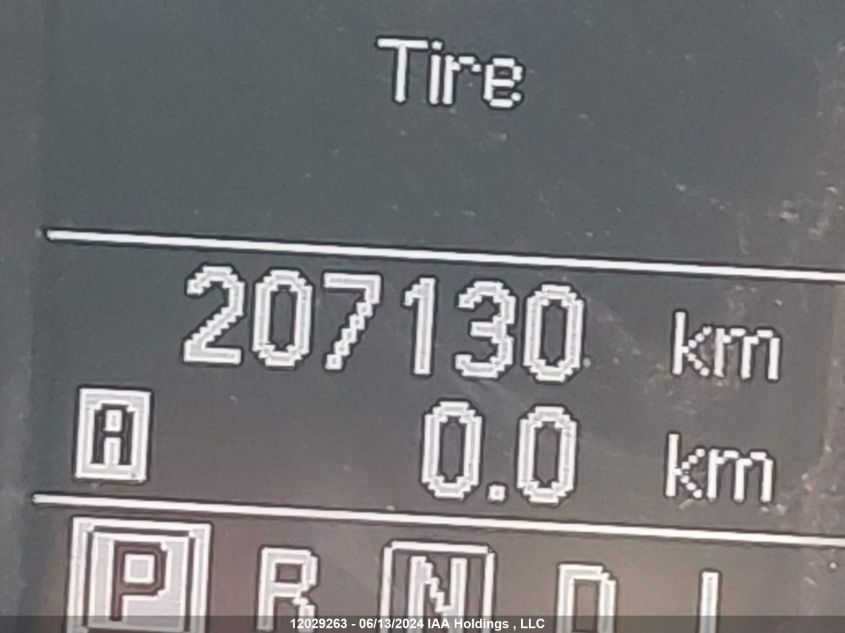 Tire
207130 km
A 0.0 km
P R N D L
12029263 - 06/13/2024 IAA Holdings , LLC